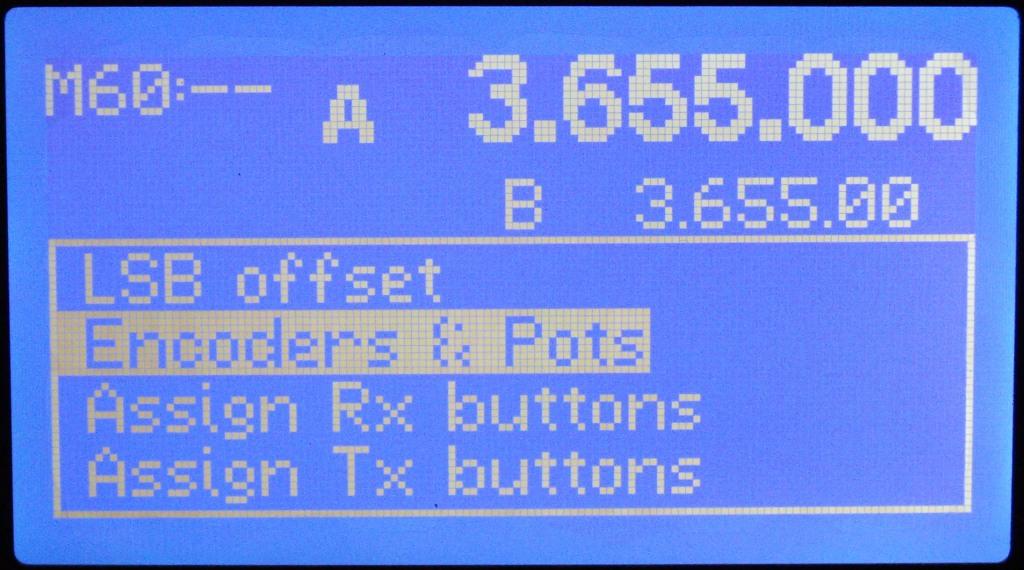 M60:-- A 3.655.000
B 3.655.00
LSB offset
Encoders & Pots
Assign Rx buttons
Assign Tx buttons